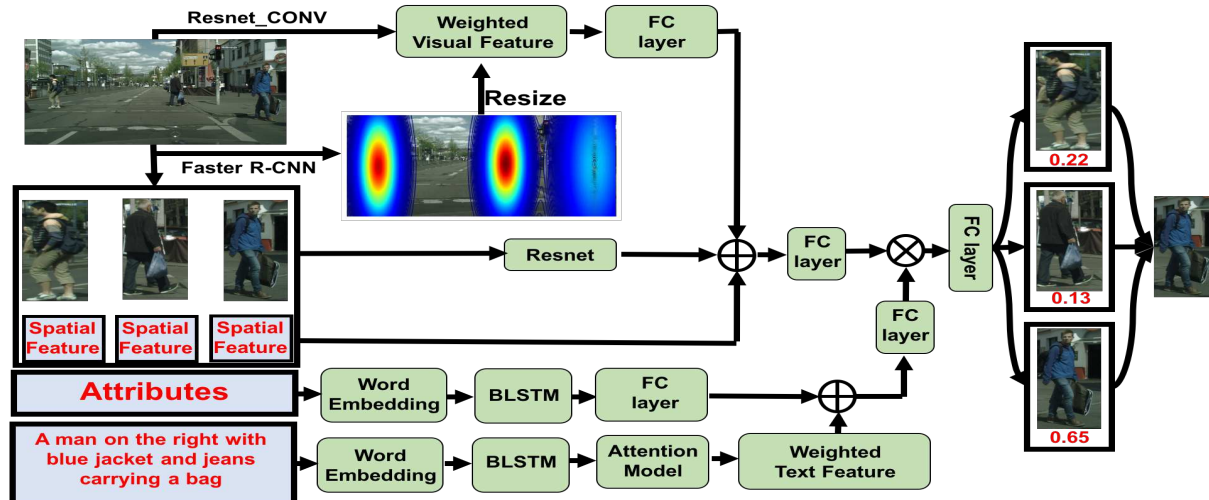 Resnet_CONV
Weighted
Visual Feature
FC
layer
Resize
Faster R-CNN
Resnet
FC
layer
FC layer
0.22
0.13
0.65
Spatial
Feature
Spatial
Feature
Spatial
Feature
FC
layer
Attributes
Word
Embedding
BLSTM
FC
layer
A man on the right with
blue jacket and jeans
carrying a bag
Word
Embedding
BLSTM
Attention
Model
Weighted
Text Feature